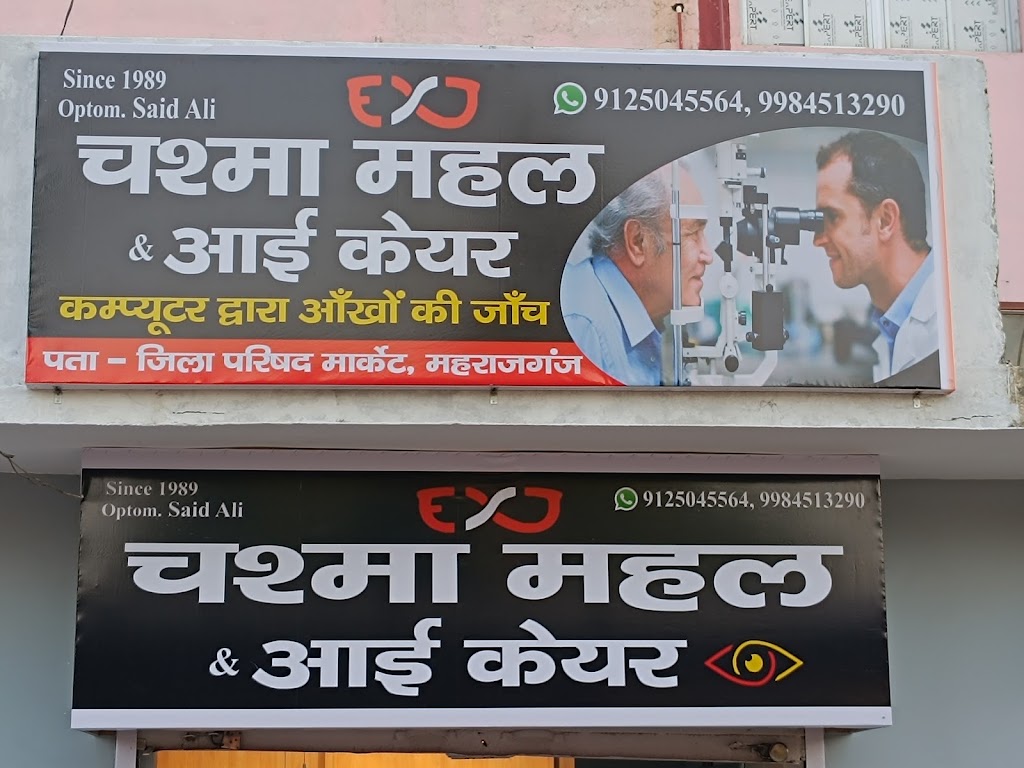 Since 1989
Optom. Said Ali
9125045564, 9984513290
चश्मा महल
& आई केयर
कम्प्यूटर द्वारा आँखों की जाँच
पता - जिला परिषद मार्केट, महराजगंज
Since 1989
Optom. Said Ali
9125045564, 9984513290
चश्मा महल
& आई केयर